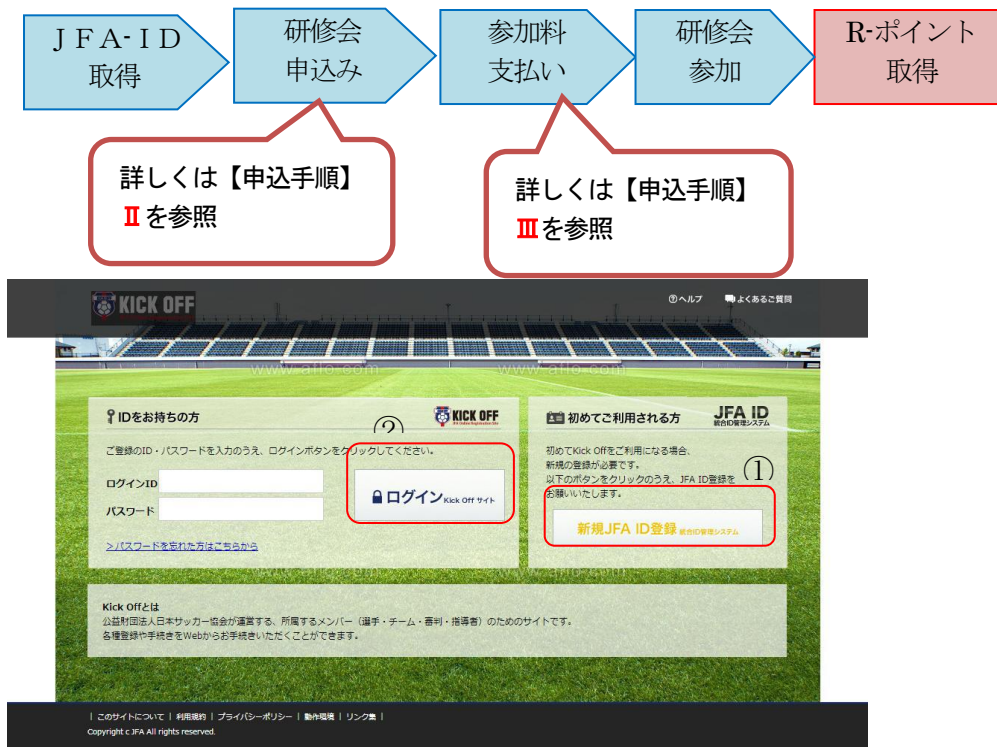 JFA-ID
取得
研修会
申込み
参加料
支払い
研修会
参加
R-ポイント
取得
詳しくは【申込手順】
Ⅱを参照
詳しくは【申込手順】
Ⅲを参照
KICK OFF
ヘルプ
よくあるご質問
www.aflo.com
www.aflo.com
IDをお持ちの方
②
KICK OFF
ご登録のID・パスワードを入力のうえ、ログインボタンをクリックしてください。
ログインID
パスワード
ログイン Kick Off サイト
>パスワードを忘れた方はこちらから
初めてご利用される方
JFA ID
統合ID管理システム
初めてKick Offをご利用になる場合、
新規の登録が必要です。
以下のボタンをクリックのうえ、JFA ID登録を
お願いいたします。
①
新規JFA ID登録 統合ID管理システム
www.aflo.com
www.aflo.com
Kick Offとは
公益財団法人日本サッカー協会が運営する、所属するメンバー（選手・チーム・審判・指導者）のためのサイトです。
各種登録や手続きをWebからお手続きいただくことができます。
| このサイトについて | 利用規約 | プライバシーポリシー | 動作環境 | リンク集 |
Copyright c JFA All rights reserved.